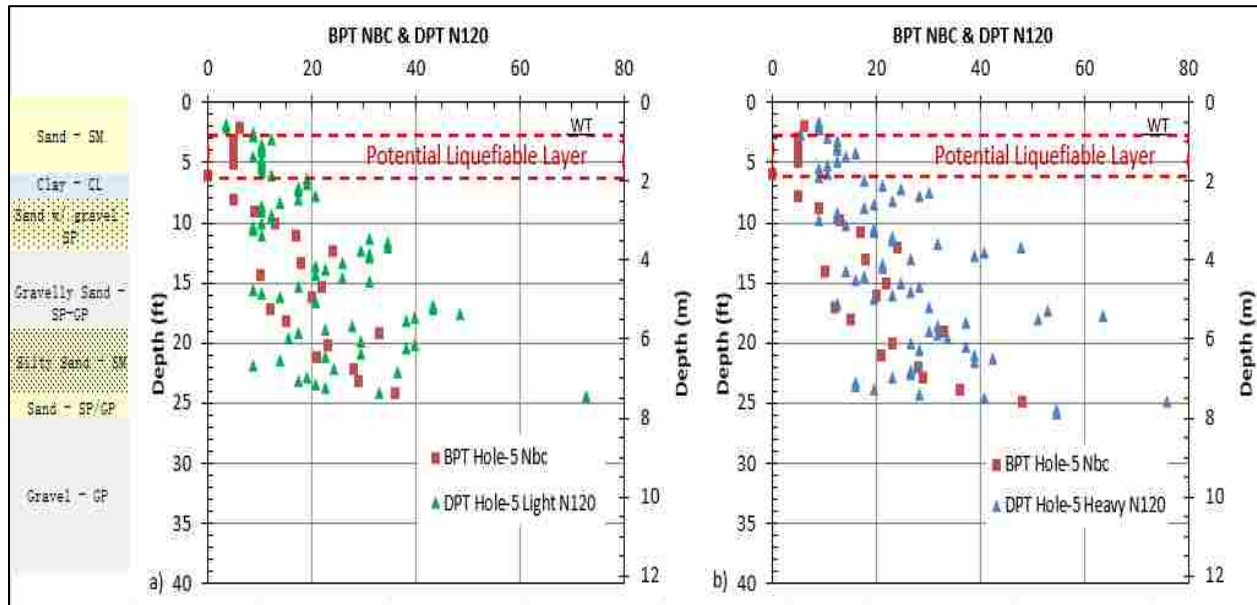 BPT NBC & DPT N120
0 20 40 60 80
Sand - SM
Clay - CL
Sand w/ gravel -
SP
Gravelly Sand -
SP-GP
Silty Sand - SM
Sand - SP/GP
Gravel - GP
Depth (ft)
0
5
10
15
20
25
30
35
40
WT
Potential Liquefiable Layer
BPT Hole-5 Nbc
DPT Hole-5 Light N120
a)
0
2
4
6
8
10
12
Depth (m)
BPT NBC & DPT N120
0 20 40 60 80
Depth (ft)
0
5
10
15
20
25
30
35
40
WT
Potential Liquefiable Layer
BPT Hole-5 Nbc
DPT Hole-5 Heavy N120
b)
0
2
4
6
8
10
12
Depth (m)